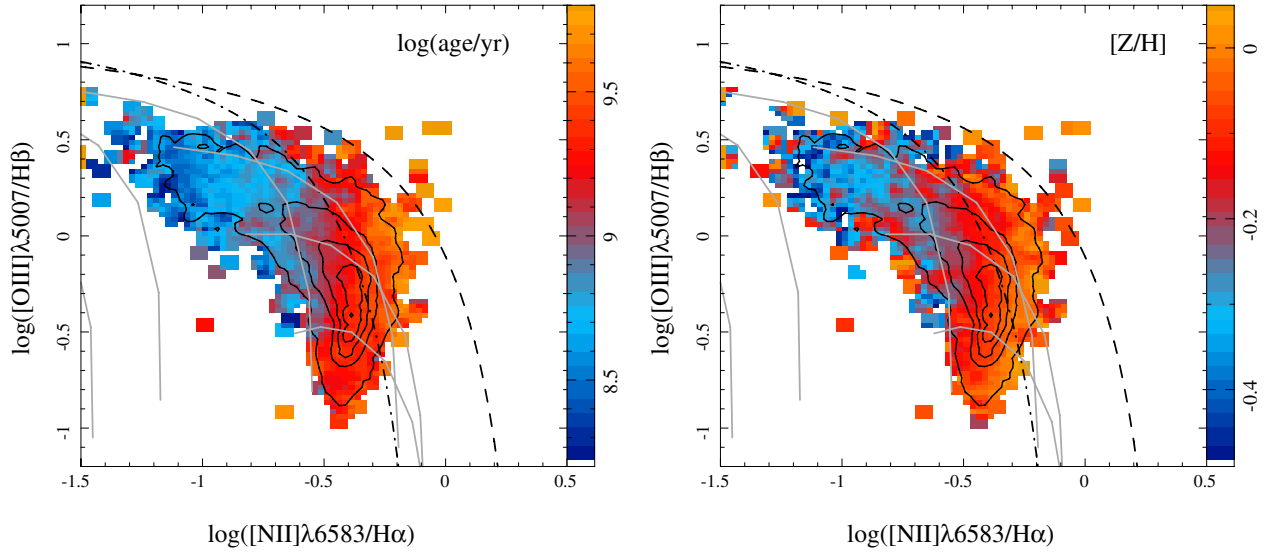 log(age/yr)
[Z/H]
log([OIII]λ5007/Hβ)
1
0.5
0
-0.5
-1
9.5
9
8.5
log([OIII]λ5007/Hβ)
1
0.5
0
-0.5
-1
0
-0.2
-0.4
-1.5 -1 -0.5 0 0.5
-1.5 -1 -0.5 0 0.5
log([NII]λ6583/Hα)
log([NII]λ6583/Hα)